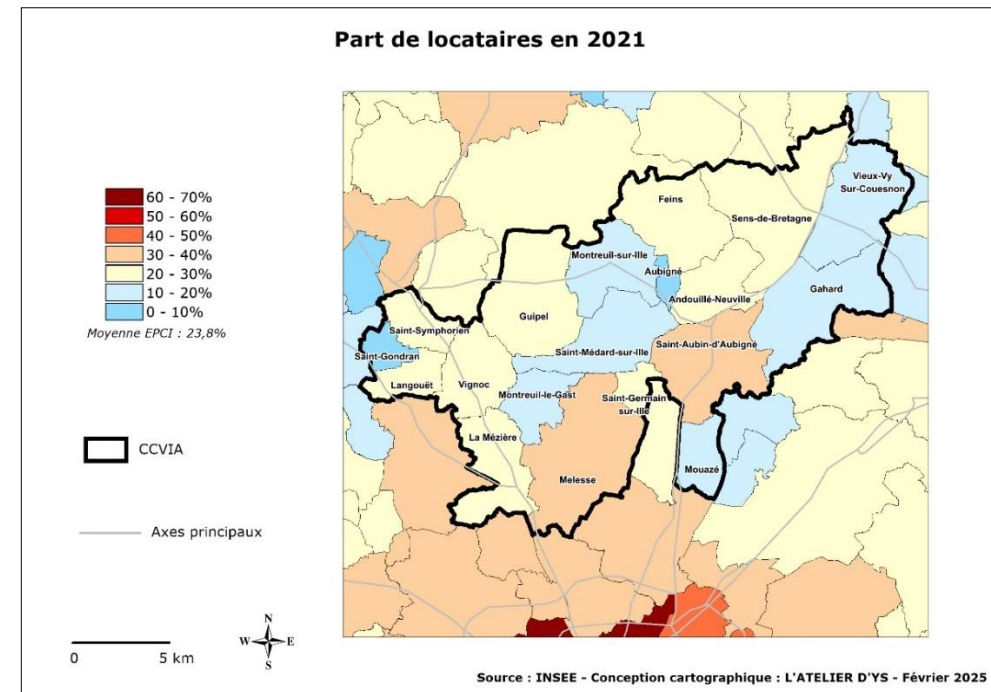 Part de locataires en 2021
60 - 70%
50 - 60%
40 - 50%
30 - 40%
20 - 30%
10 - 20%
0 - 10%
Moyenne EPCI : 23,8%
CCVIA
Axes principaux
N
W E
S
0 5 km
Vieux-Vy
Sur-Couesnon
Feins
Sens-de-Bretagne
Montreuil-sur-Ille
Aubigné
Andouillé-Neuville
Gahard
Guipel
Saint-Symphorien
Saint-Aubin-d'Aubigné
Saint-Gondran
Saint-Médard-sur-Ille
Langouët
Vignoc
Montreuil-le-Gast
Saint-Germain
sur-Ille
La Mézière
Mouazé
Melesse
Source : INSEE - Conception cartographique : L'ATELIER D'YS - Février 2025